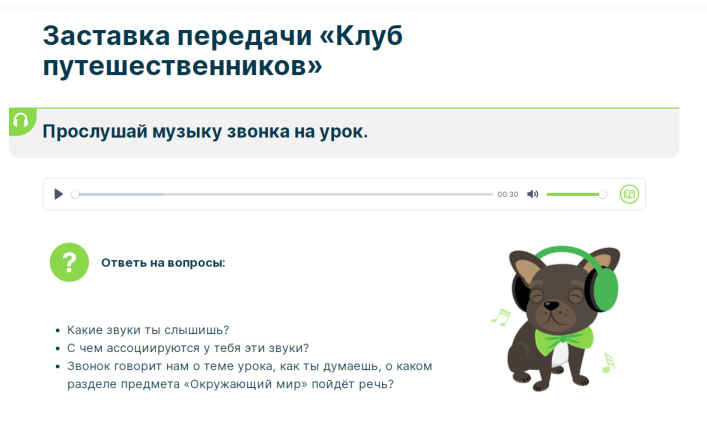 Заставка передачи «Клуб
путешественников»
Прослушай музыку звонка на урок.
00:30
?
Ответь на вопросы:
• Какие звуки ты слышишь?
• С чем ассоциируются у тебя эти звуки?
• Звонок говорит нам о теме урока, как ты думаешь, о каком
разделе предмета «Окружающий мир» пойдёт речь?